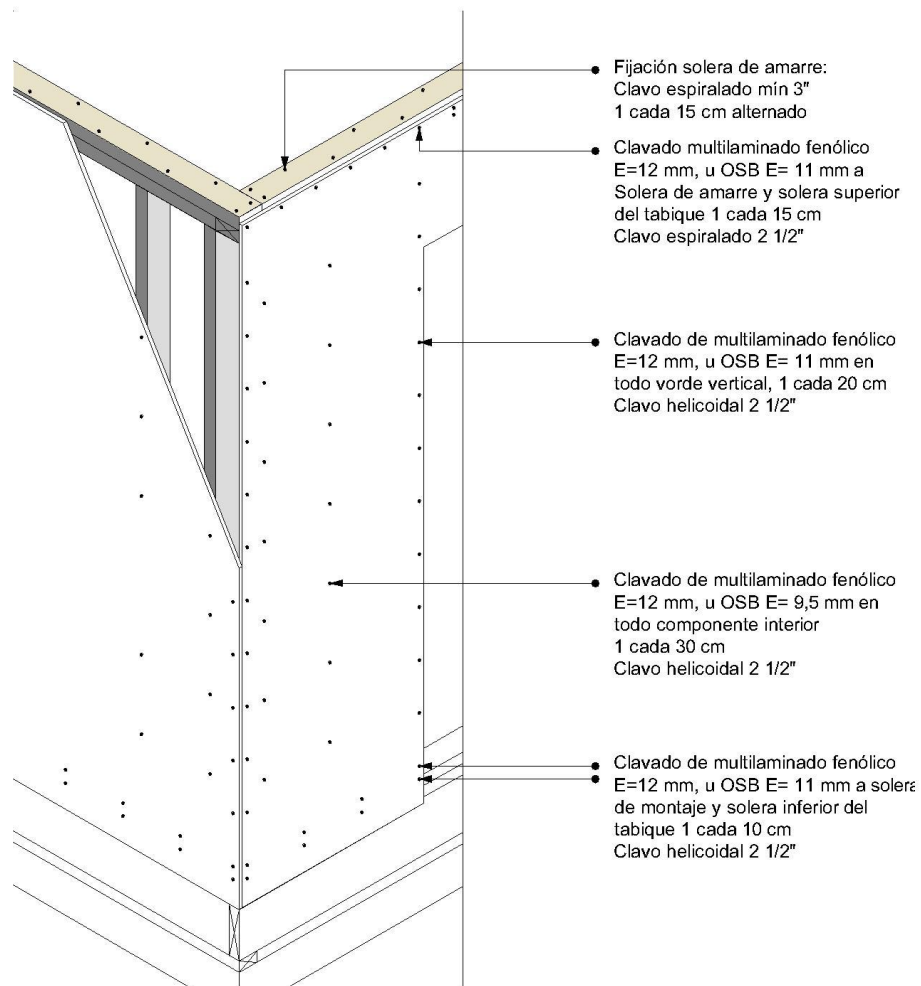 Fijación solera de amarre:
Clavo espiralado mín 3"
1 cada 15 cm alternado
Clavado multilaminado fenólico
E=12 mm, u OSB E= 11 mm a
Solera de amarre y solera superior
del tabique 1 cada 15 cm
Clavo espiralado 2 1/2"
Clavado de multilaminado fenólico
E=12 mm, u OSB E= 11 mm en
todo vorde vertical, 1 cada 20 cm
Clavo helicoidal 2 1/2"
Clavado de multilaminado fenólico
E=12 mm, u OSB E= 9,5 mm en
todo componente interior
1 cada 30 cm
Clavo helicoidal 2 1/2"
Clavado de multilaminado fenólico
E=12 mm, u OSB E= 11 mm a solera
de montaje y solera inferior del
tabique 1 cada 10 cm
Clavo helicoidal 2 1/2"